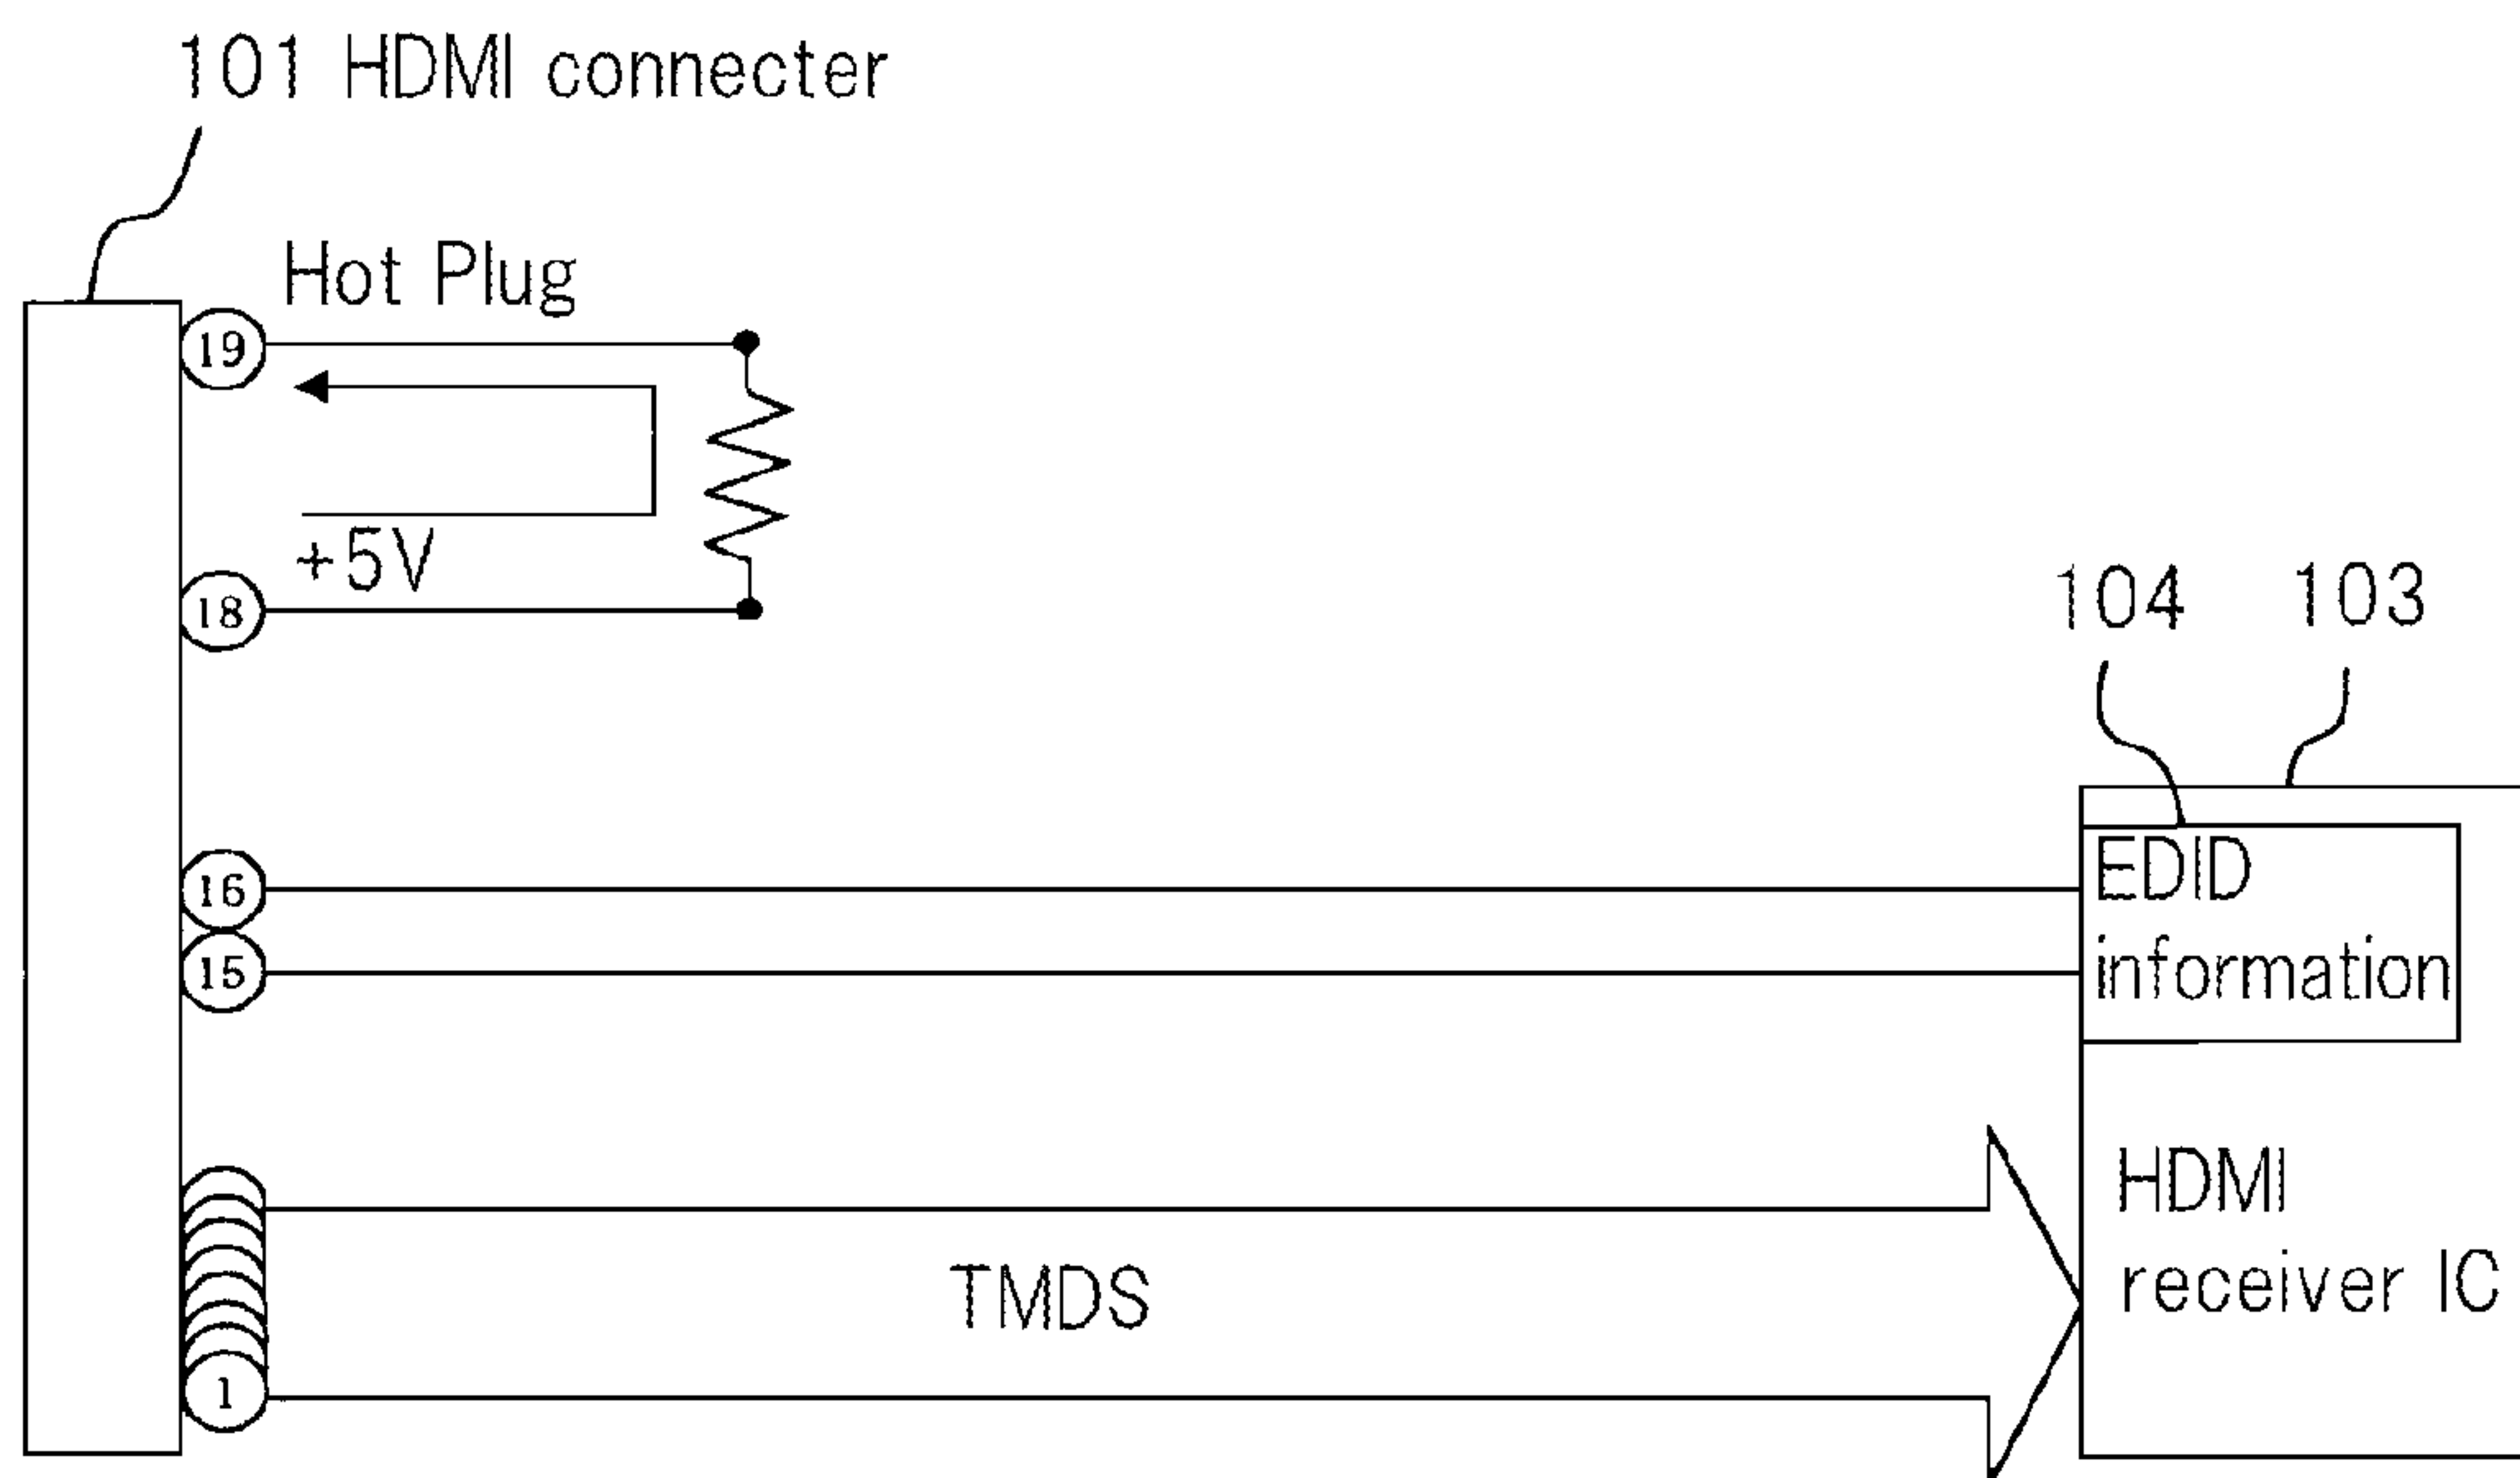 101 HDMI connecter
Hot Plug
19
+5V
18
104 103
16
EDID
15
information
HDMI
receiver IC
TMDS
1